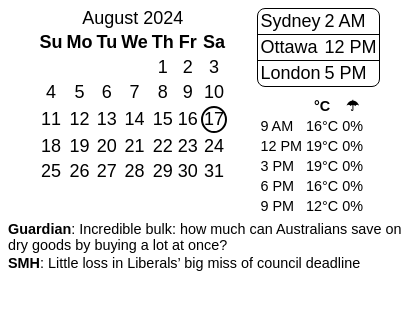 August 2024
Su Mo Tu We Th Fr Sa
1 2 3
4 5 6 7 8 9 10
11 12 13 14 15 16 17
18 19 20 21 22 23 24
25 26 27 28 29 30 31
Sydney 2 AM
Ottawa 12 PM
London 5 PM
°C ☂
9 AM 16°C 0%
12 PM 19°C 0%
3 PM 19°C 0%
6 PM 16°C 0%
9 PM 12°C 0%
Guardian: Incredible bulk: how much can Australians save on
dry goods by buying a lot at once?
SMH: Little loss in Liberals’ big miss of council deadline